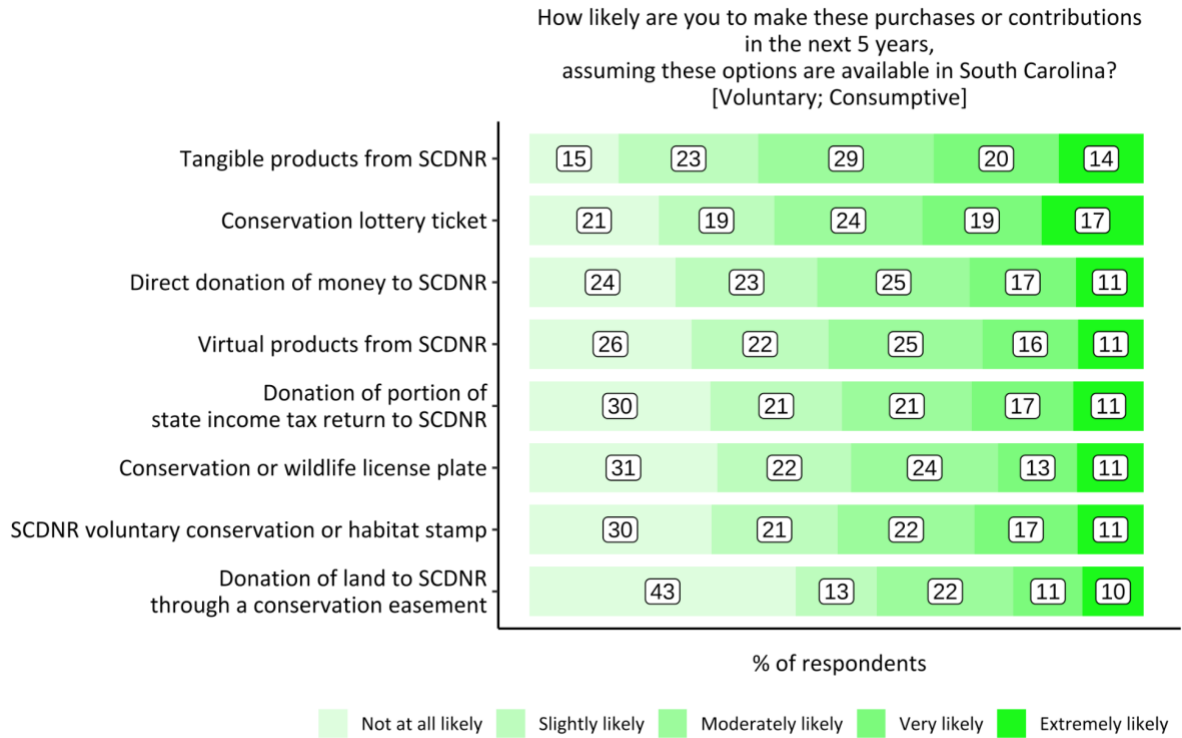 How likely are you to make these purchases or contributions
in the next 5 years,
assuming these options are available in South Carolina?
[Voluntary; Consumptive]
Tangible products from SCDNR
15 23 29 20 14
Conservation lottery ticket
21 19 24 19 17
Direct donation of money to SCDNR
24 23 25 17 11
Virtual products from SCDNR
26 22 25 16 11
Donation of portion of
state income tax return to SCDNR
30 21 21 17 11
Conservation or wildlife license plate
31 22 24 13 11
SCDNR voluntary conservation or habitat stamp
30 21 22 17 11
Donation of land to SCDNR
through a conservation easement
43 13 22 11 10
% of respondents
Not at all likely Slightly likely Moderately likely Very likely Extremely likely